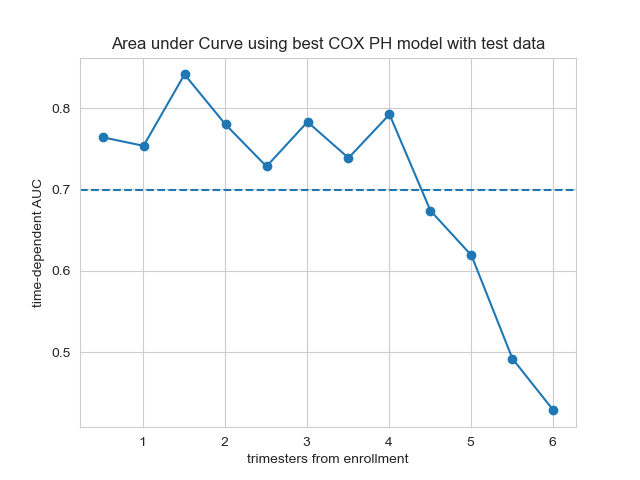 Area under Curve using best COX PH model with test data
time-dependent AUC
0.8
0.7
0.6
0.5
1 2 3 4 5 6
trimesters from enrollment